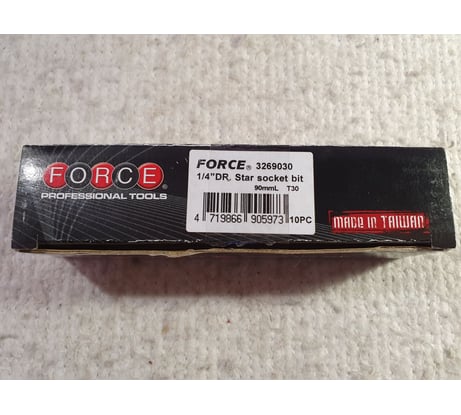 FORCE
PROFESSIONAL TOOLS
FORCE® 3269030
1/4"DR. Star socket bit
90mmL T30
4 719866 905973 10PC
MADE IN TAIWAN